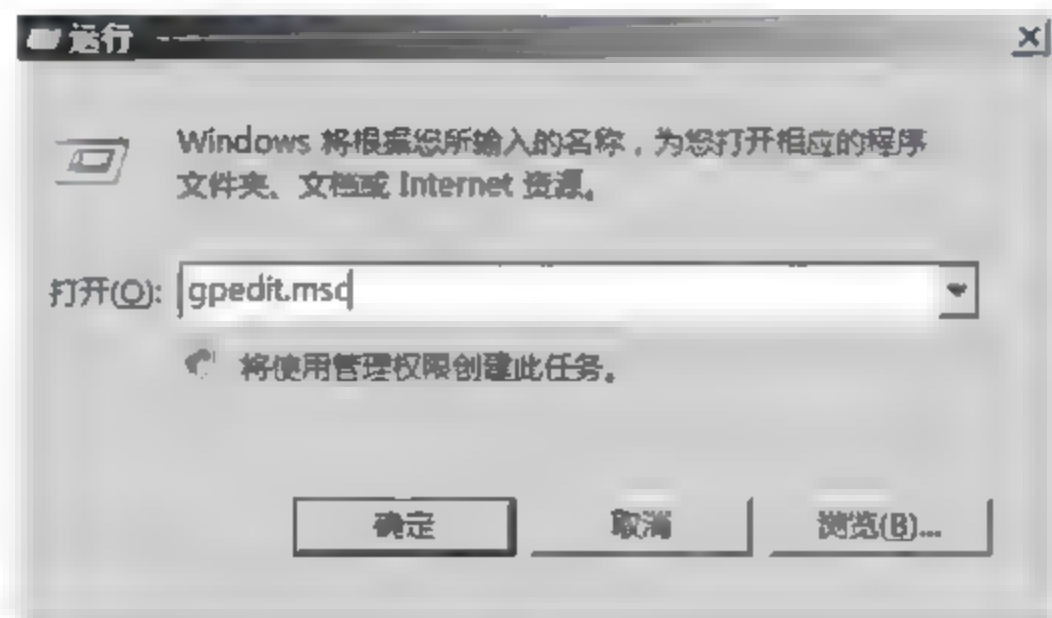 运行
Windows 将根据您所输入的名称，为您打开相应的程序
文件夹、文档或 Internet 资源。
打开(O): gpedit.msc
将使用管理权限创建此任务。
确定 取消 浏览(B)...